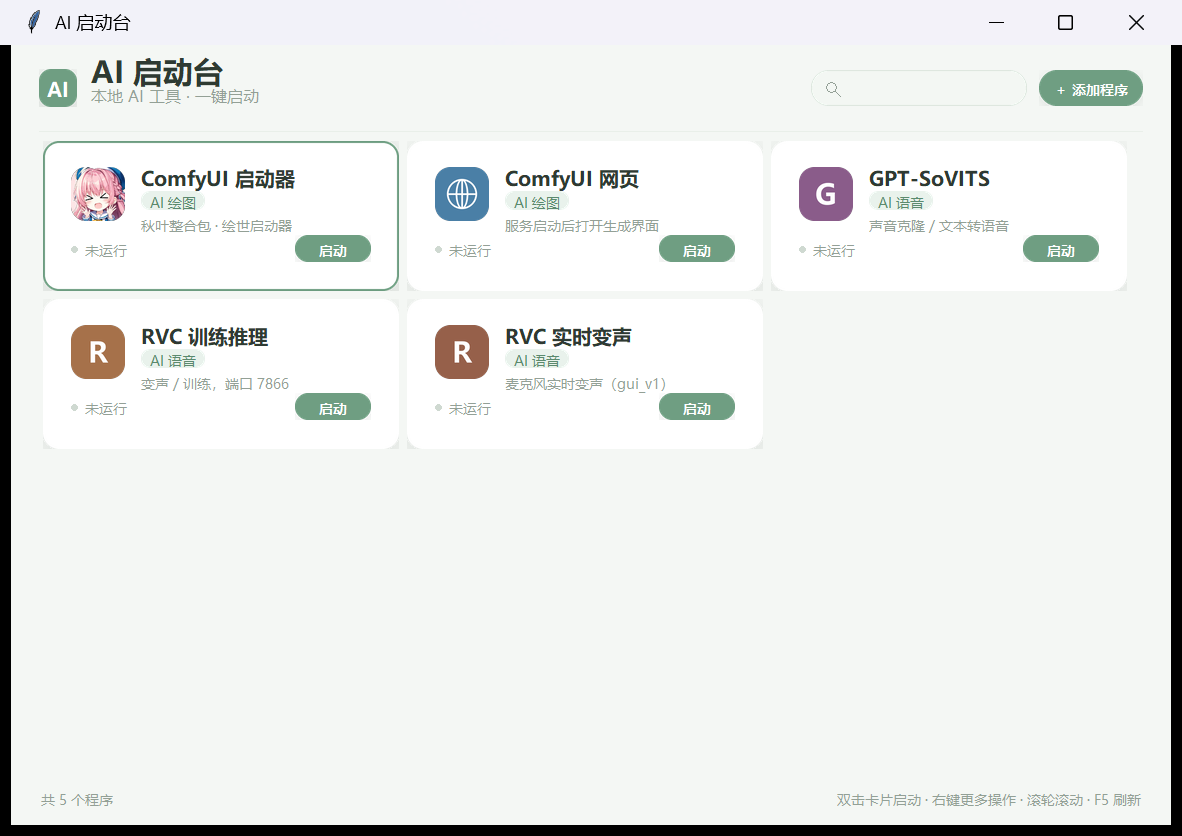 AI 启动台
AI
AI 启动台
本地 AI 工具 · 一键启动
+ 添加程序
ComfyUI 启动器
AI 绘图
秋叶整合包 · 绘世启动器
未运行
启动
ComfyUI 网页
AI 绘图
服务启动后打开生成界面
未运行
启动
G
GPT-SoVITS
AI 语音
声音克隆 / 文本转语音
未运行
启动
R
RVC 训练推理
AI 语音
变声 / 训练，端口 7866
未运行
启动
R
RVC 实时变声
AI 语音
麦克风实时变声（gui_v1）
未运行
启动
共 5 个程序
双击卡片启动 · 右键更多操作 · 滚轮滚动 · F5 刷新